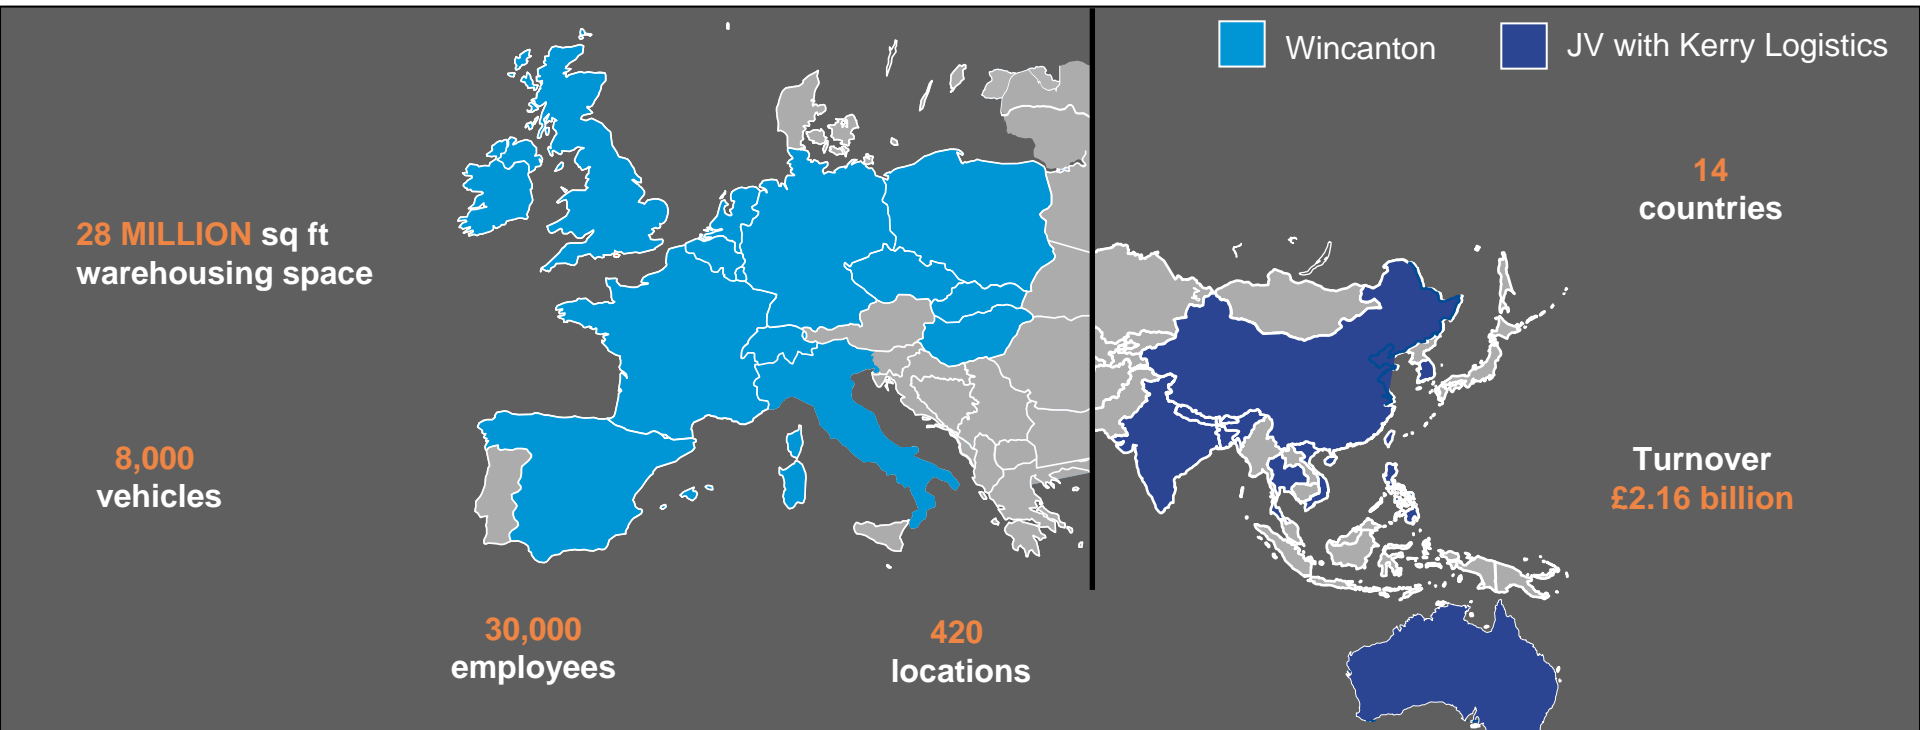 Wincanton
JV with Kerry Logistics
14
countries
28 MILLION sq ft
warehousing space
8,000
vehicles
Turnover
£2.16 billion
30,000
employees
420
locations